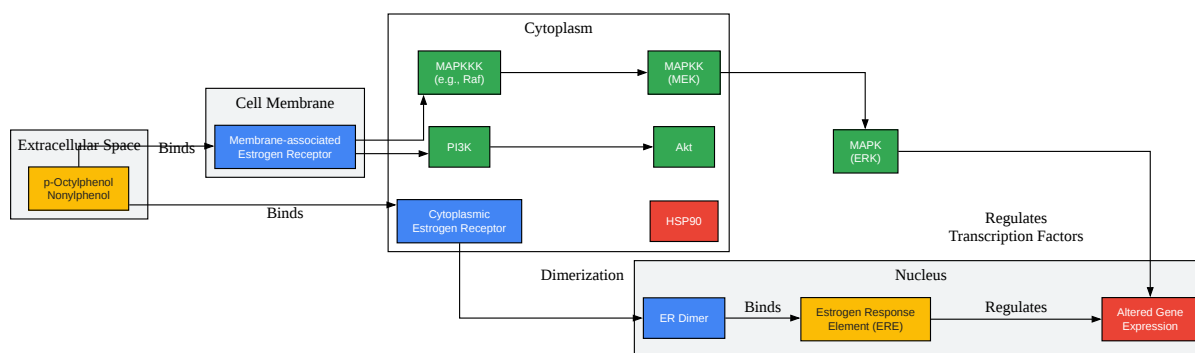 Cytoplasm
MAPKKK
(e.g., Raf)
MAPKK
(MEK)
Cell Membrane
Membrane-associated
Estrogen Receptor
Extracellular Space
Binds
PI3K
Akt
MAPK
(ERK)
p-Octylphenol
Nonylphenol
Binds
Cytoplasmic
Estrogen Receptor
HSP90
Regulates
Transcription Factors
Dimerization
Nucleus
ER Dimer
Binds
Estrogen Response
Element (ERE)
Regulates
Altered Gene
Expression